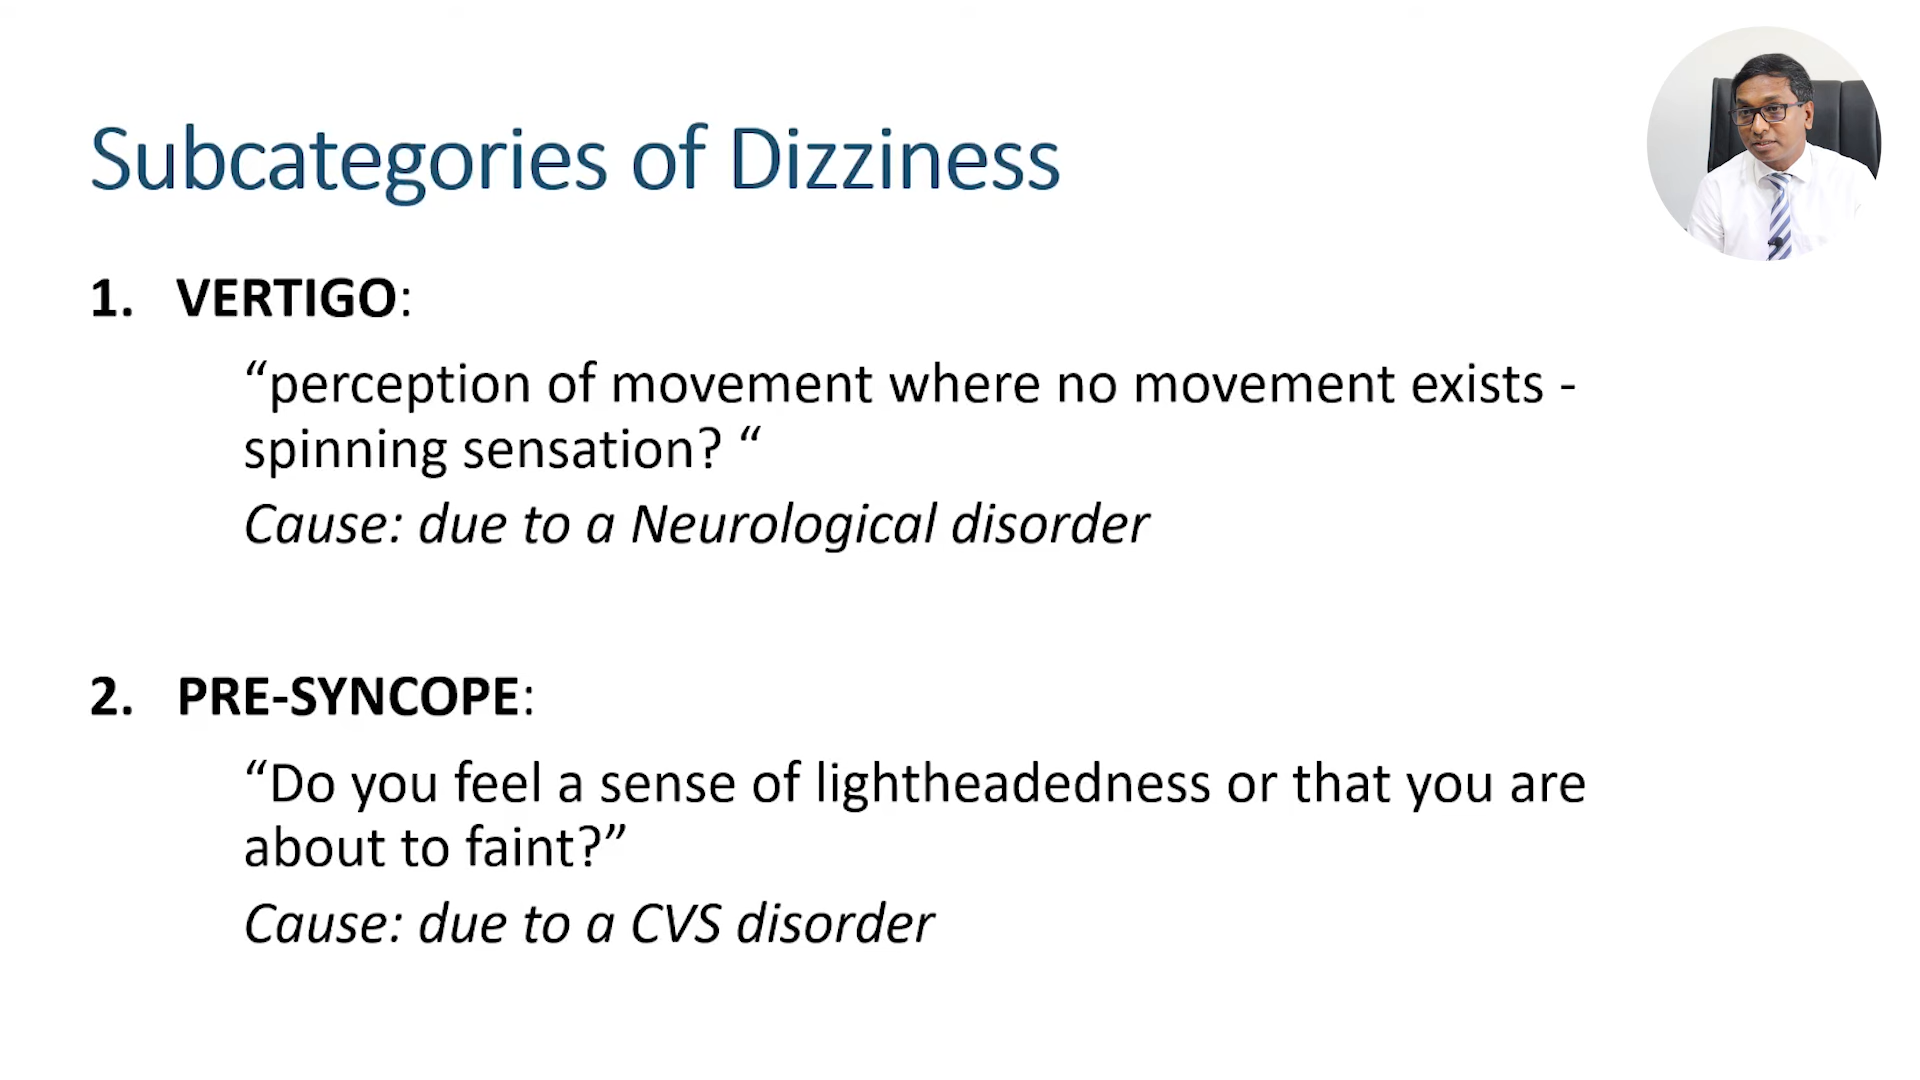 Subcategories of Dizziness
1. VERTIGO:
“perception of movement where no movement exists -
spinning sensation? “
Cause: due to a Neurological disorder
2. PRE-SYNCOPE:
“Do you feel a sense of lightheadedness or that you are
about to faint?”
Cause: due to a CVS disorder